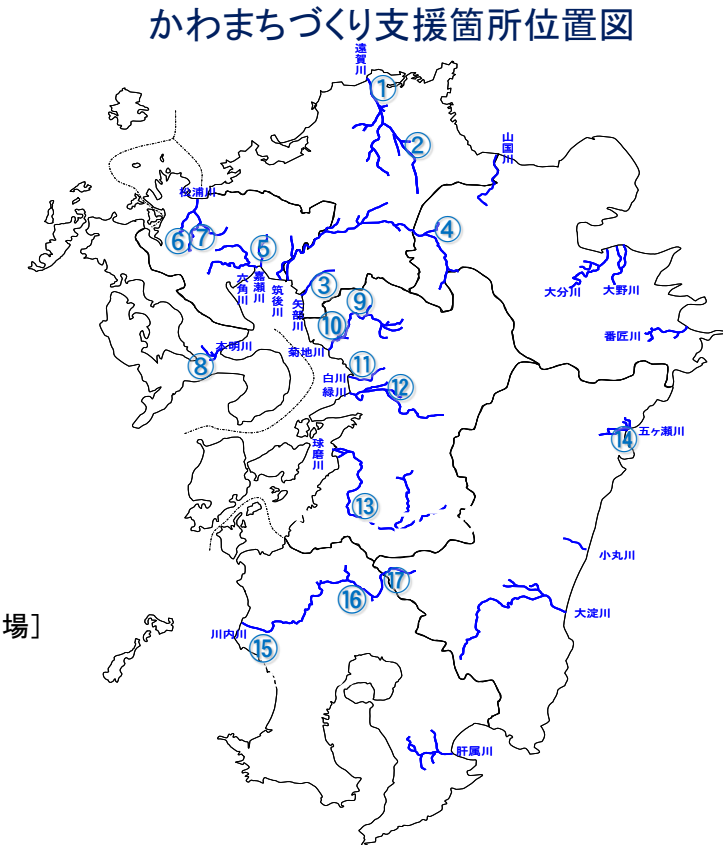 かわまちづくり支援箇所位置図
遠賀川
①
②
山国川
松浦川
⑥
⑦
⑤
④
六角川
嘉瀬川
筑後川
矢部川
③
⑨
⑩
大分川
大野川
番匠川
本明川
⑧
菊地川
⑪
白川
緑川
⑫
球磨川
⑭
五ヶ瀬川
⑬
小丸川
⑰
⑯
大淀川
場]
川内川
⑮
肝属川